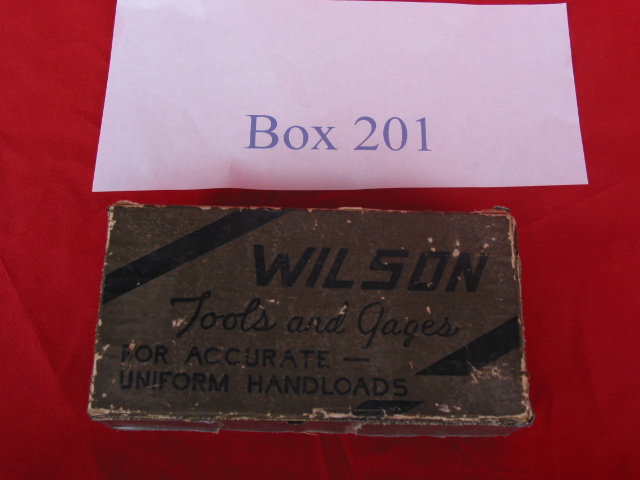 Box 201
WILSON
Tools and Gages
FOR ACCURATE —
UNIFORM HANDLOADS